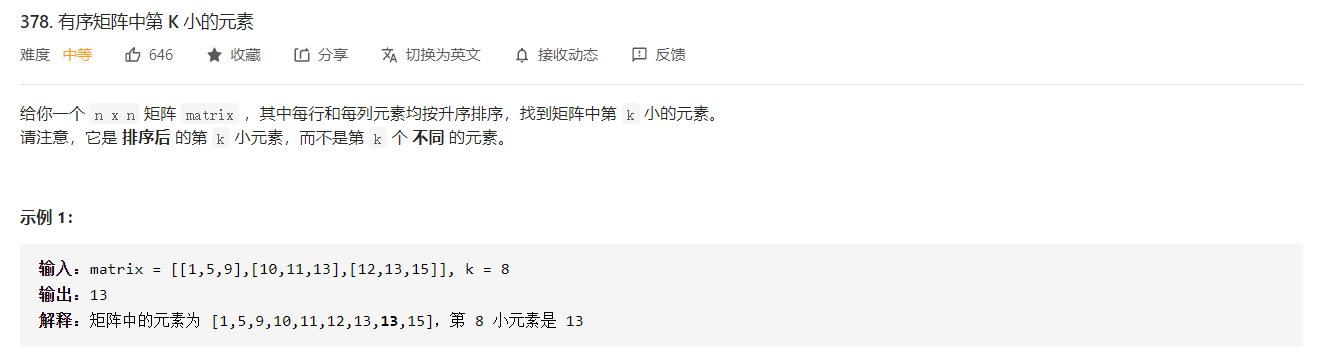 378. 有序矩阵中第 K 小的元素
难度 中等 646 收藏 分享 切换为英文 接收动态 反馈
给你一个 n x n 矩阵 matrix ，其中每行和每列元素均按升序排序，找到矩阵中第 k 小的元素。
请注意，它是 排序后 的第 k 小元素，而不是第 k 个 不同 的元素。
示例 1：
输入：matrix = [[1,5,9],[10,11,13],[12,13,15]], k = 8
输出：13
解释：矩阵中的元素为 [1,5,9,10,11,12,13,13,15]，第 8 小元素是 13